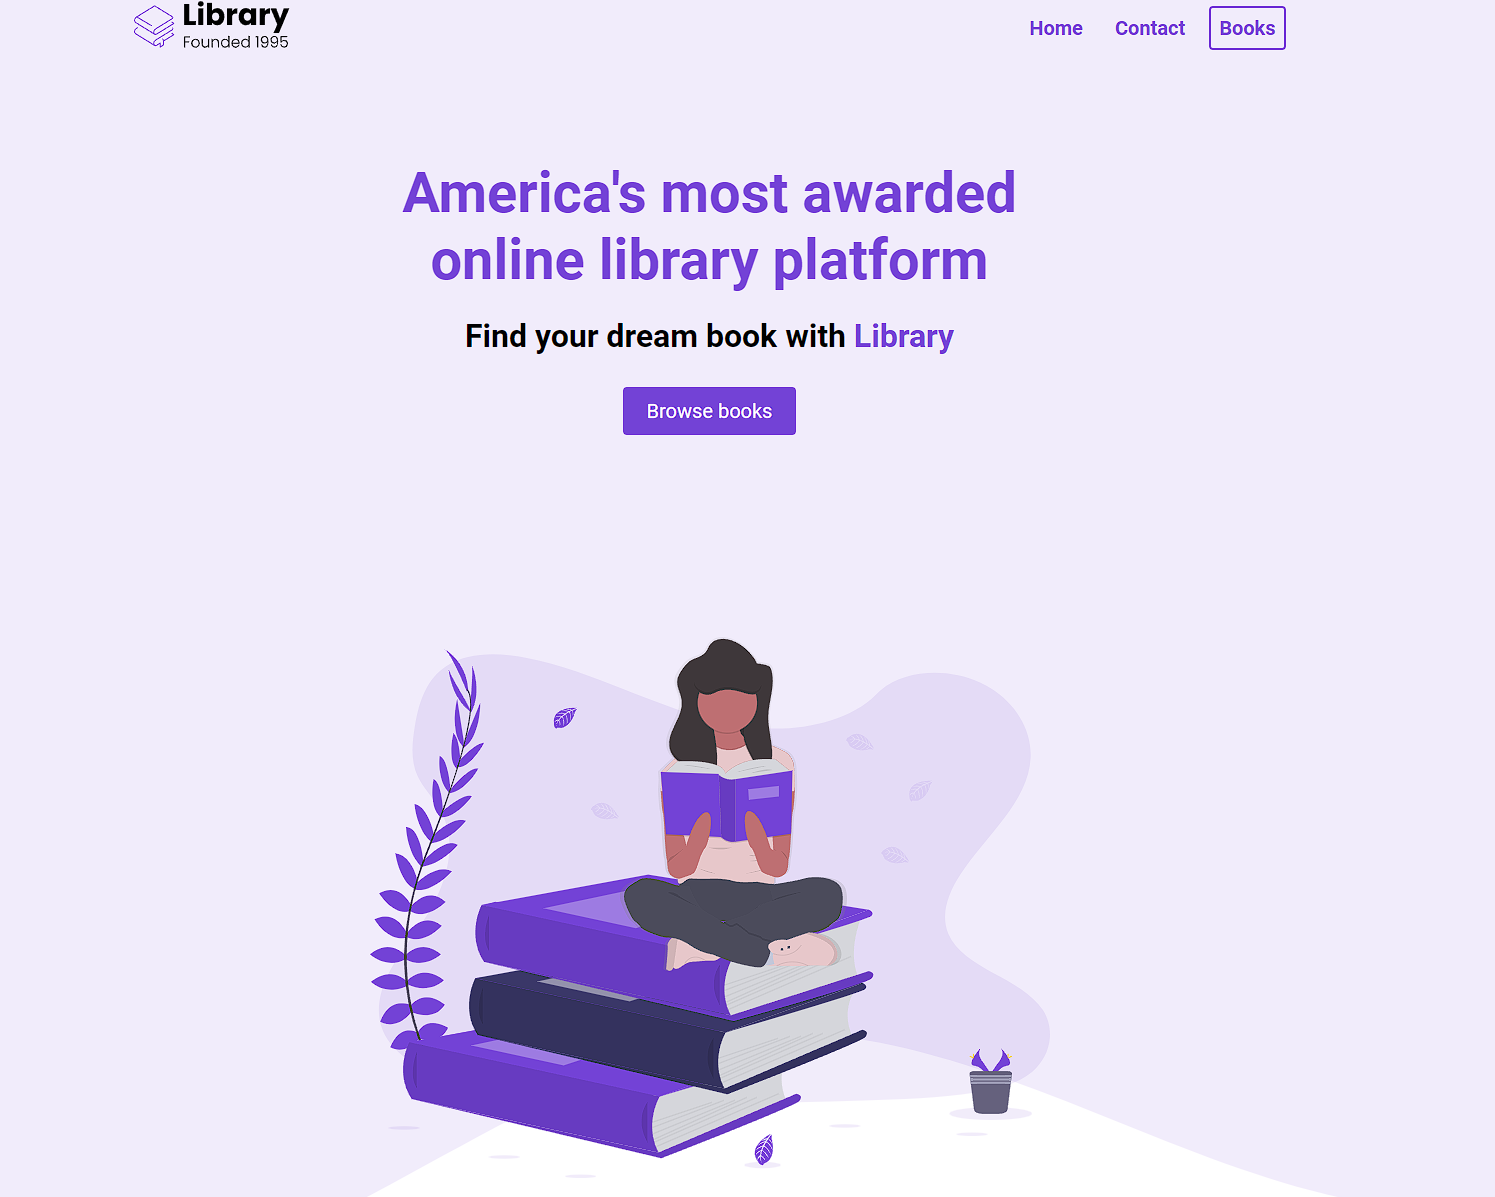 Library
Founded 1995
Home Contact Books
America's most awarded
online library platform
Find your dream book with Library
Browse books